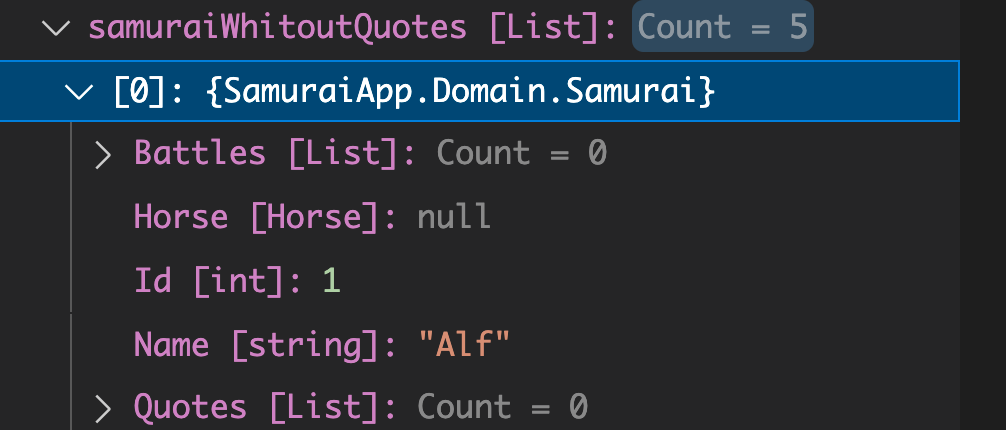 samuraiWhitoutQuotes [List]: Count = 5
[0]: {SamuraiApp.Domain.Samurai}
Battles [List]: Count = 0
Horse [Horse]: null
Id [int]: 1
Name [string]: "Alf"
Quotes [List]: Count = 0